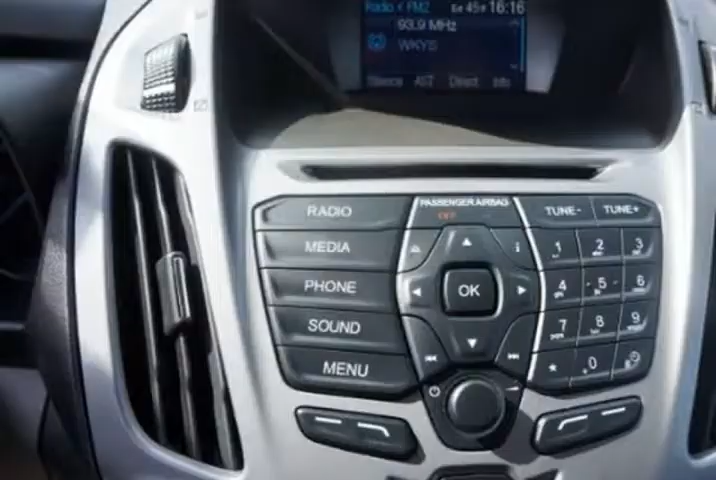 Radio < FM2 45° 16:16
93.9 MHz
WKYS
AST Direct Info
PASSENGER AIRBAG
OFF
RADIO
TUNE- TUNE+
MEDIA
i
1 2 3
PHONE
OK
4 5 6
SOUND
7 8 9
MENU
* 0